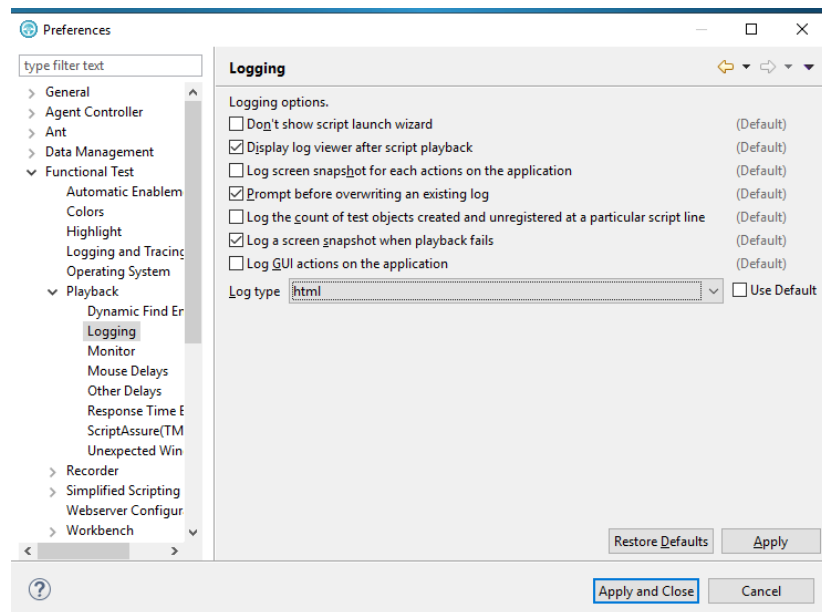 Preferences
type filter text
General
Agent Controller
Ant
Data Management
Functional Test
Automatic Enablem
Colors
Highlight
Logging and Tracing
Operating System
Playback
Dynamic Find En
Logging
Monitor
Mouse Delays
Other Delays
Response Time B
ScriptAssure(TM
Unexpected Win
Recorder
Simplified Scripting
Webserver Configur
Workbench
Logging
Logging options.
Don't show script launch wizard (Default)
Display log viewer after script playback (Default)
Log screen snapshot for each actions on the application (Default)
Prompt before overwriting an existing log (Default)
Log the count of test objects created and unregistered at a particular script line (Default)
Log a screen snapshot when playback fails (Default)
Log GUI actions on the application (Default)
Log type html Use Default
Restore Defaults Apply
? Apply and Close Cancel